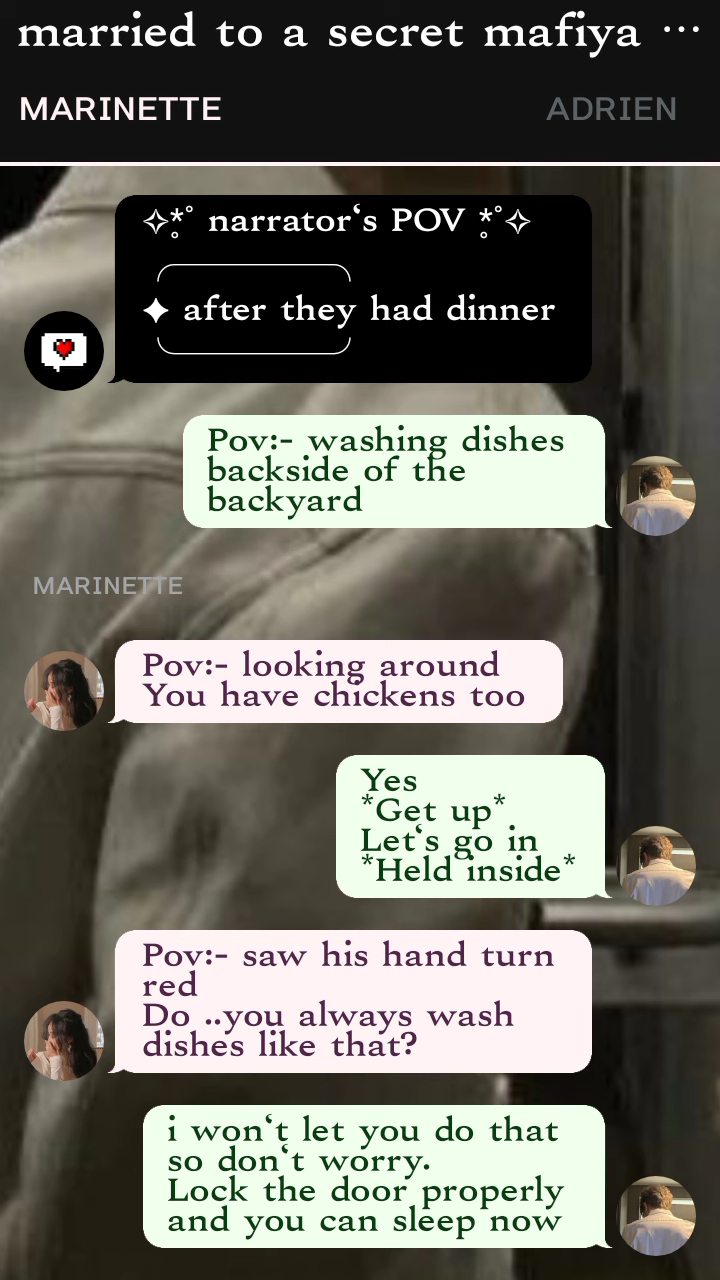 married to a secret mafiya ...
MARINETTE
ADRIEN
✧*̥˚ narrator‘s POV *̥˚✧
✦ after they had dinner
Pov:- washing dishes
backside of the
backyard
MARINETTE
Pov:- looking around
You have chickens too
Yes
*Get up*
Let‘s go in
*Held inside*
Pov:- saw his hand turn
red
Do ..you always wash
dishes like that?
i won‘t let you do that
so don‘t worry.
Lock the door properly
and you can sleep now